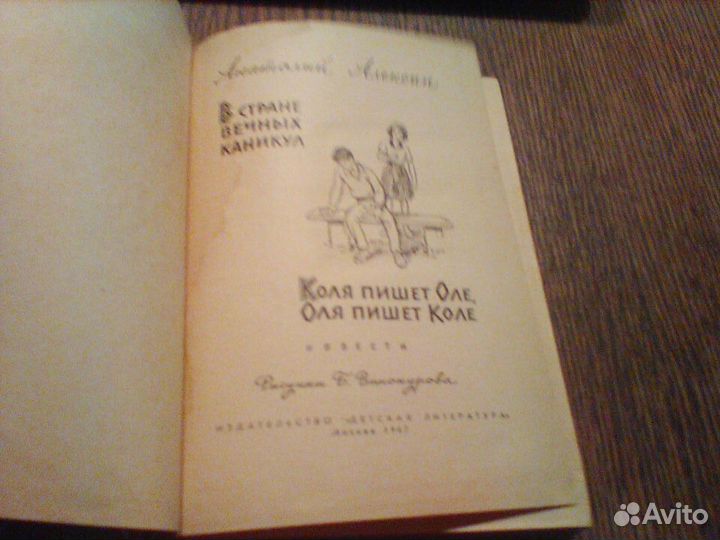 Анатолий Алексин
В СТРАНЕ
ВЕЧНЫХ
КАНИКУЛ
КОЛЯ ПИШЕТ ОЛЕ,
ОЛЯ ПИШЕТ КОЛЕ
ПОВЕСТИ
Рисунки Б. Винокурова
ИЗДАТЕЛЬСТВО «ДЕТСКАЯ ЛИТЕРАТУРА»
Москва 1967
Avito